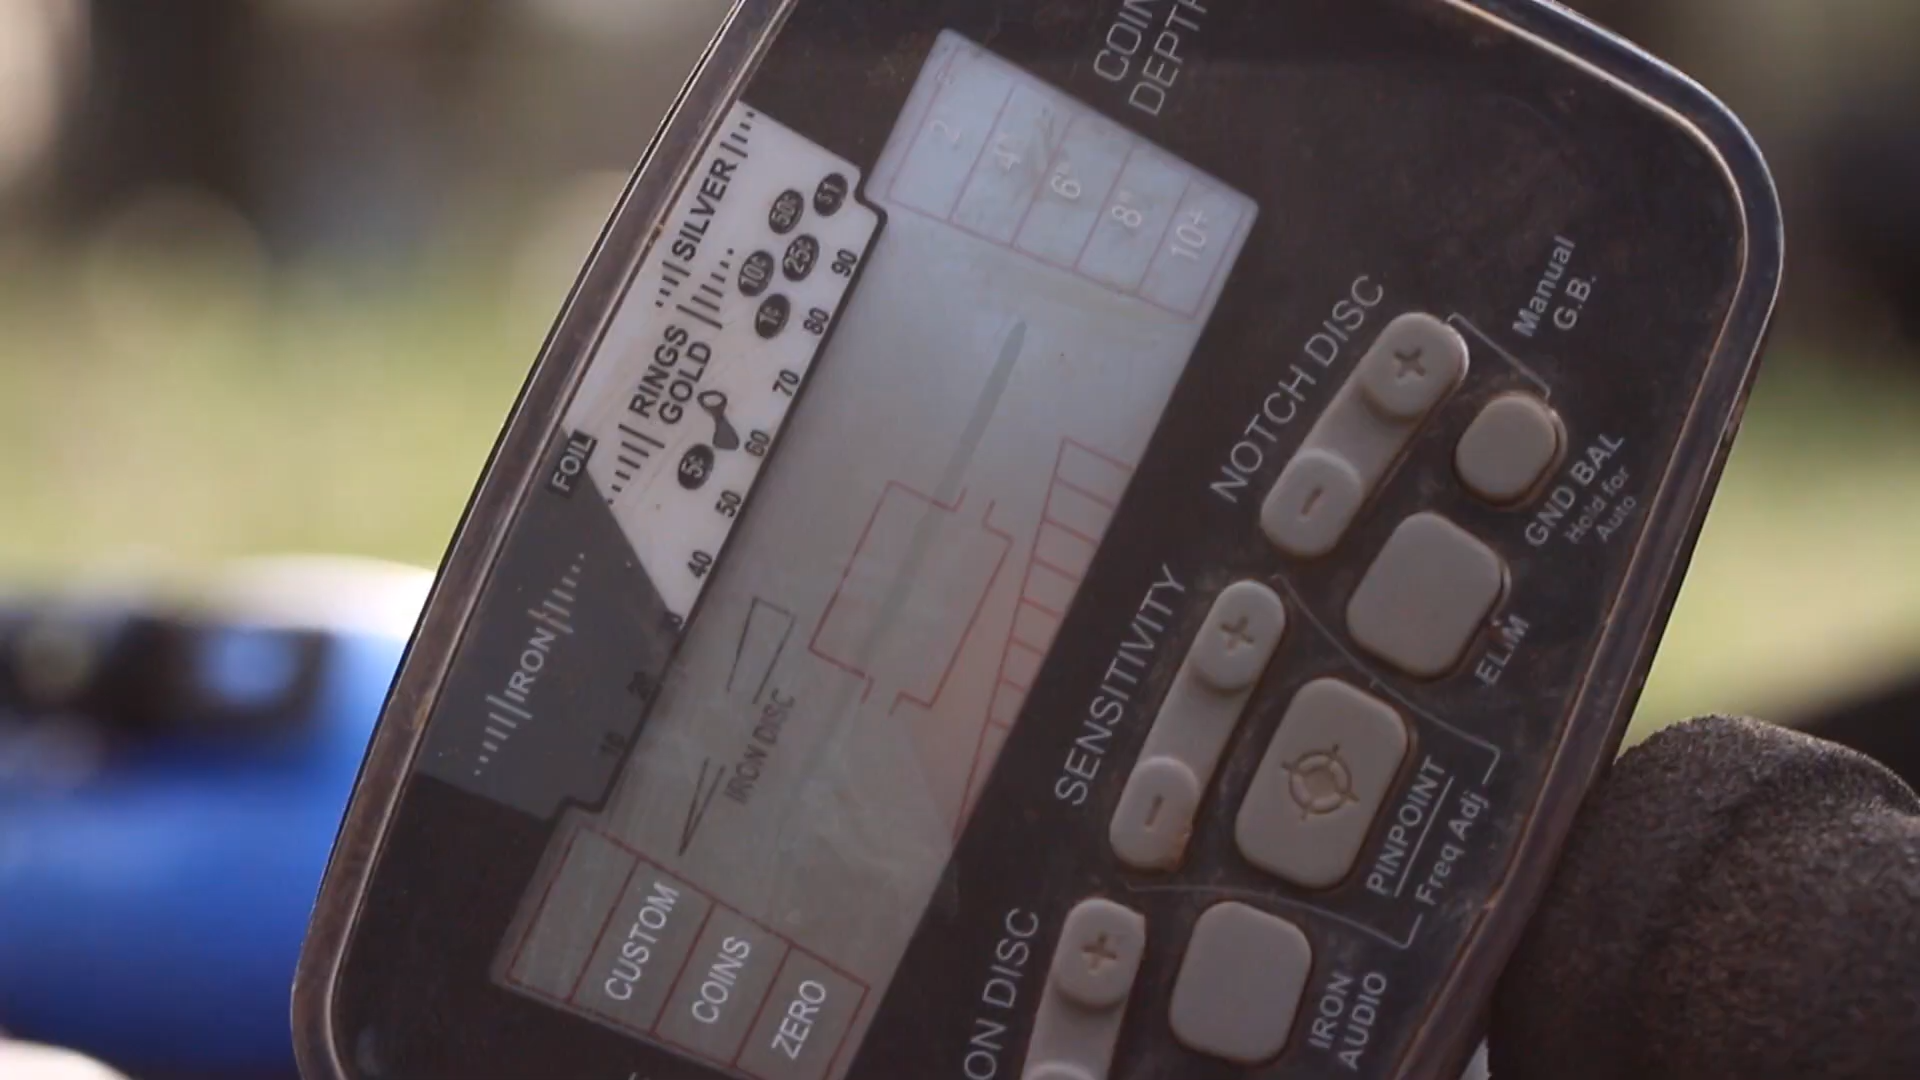 COIN
DEPTH
2"
4"
6"
8"
10+
SILVER
RINGS
GOLD
FOIL
IRON
50¢
$1
10¢
25¢
1¢
5¢
90
80
70
60
50
40
20
10
IRON DISC
CUSTOM
COINS
ZERO
NOTCH DISC
+
-
Manual
G.B.
GND BAL
Hold for
Auto
SENSITIVITY
+
-
ELIM
PINPOINT
Freq Adj
ON DISC
+
IRON
AUDIO